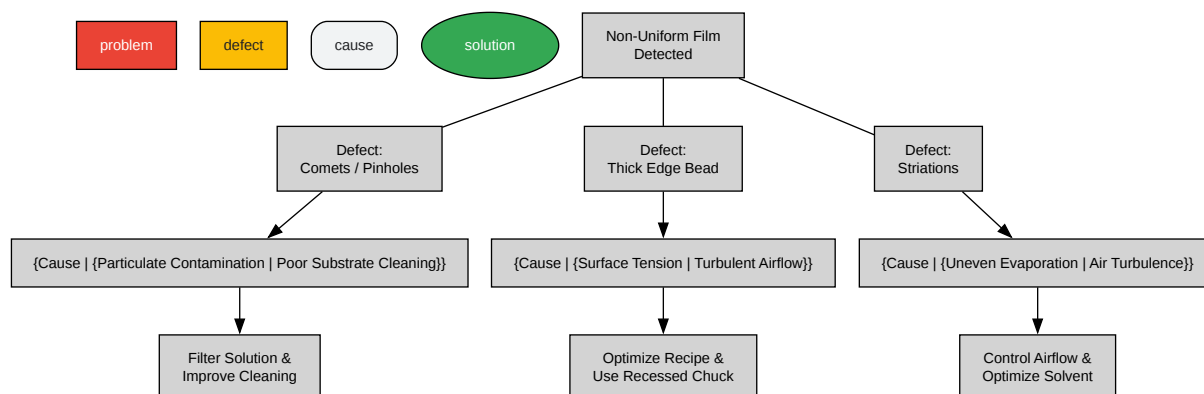 problem
defect
cause
solution
Non-Uniform Film
Detected
Defect:
Comets / Pinholes
Defect:
Thick Edge Bead
Defect:
Striations
{Cause | {Particulate Contamination | Poor Substrate Cleaning}}
{Cause | {Surface Tension | Turbulent Airflow}}
{Cause | {Uneven Evaporation | Air Turbulence}}
Filter Solution &
Improve Cleaning
Optimize Recipe &
Use Recessed Chuck
Control Airflow &
Optimize Solvent